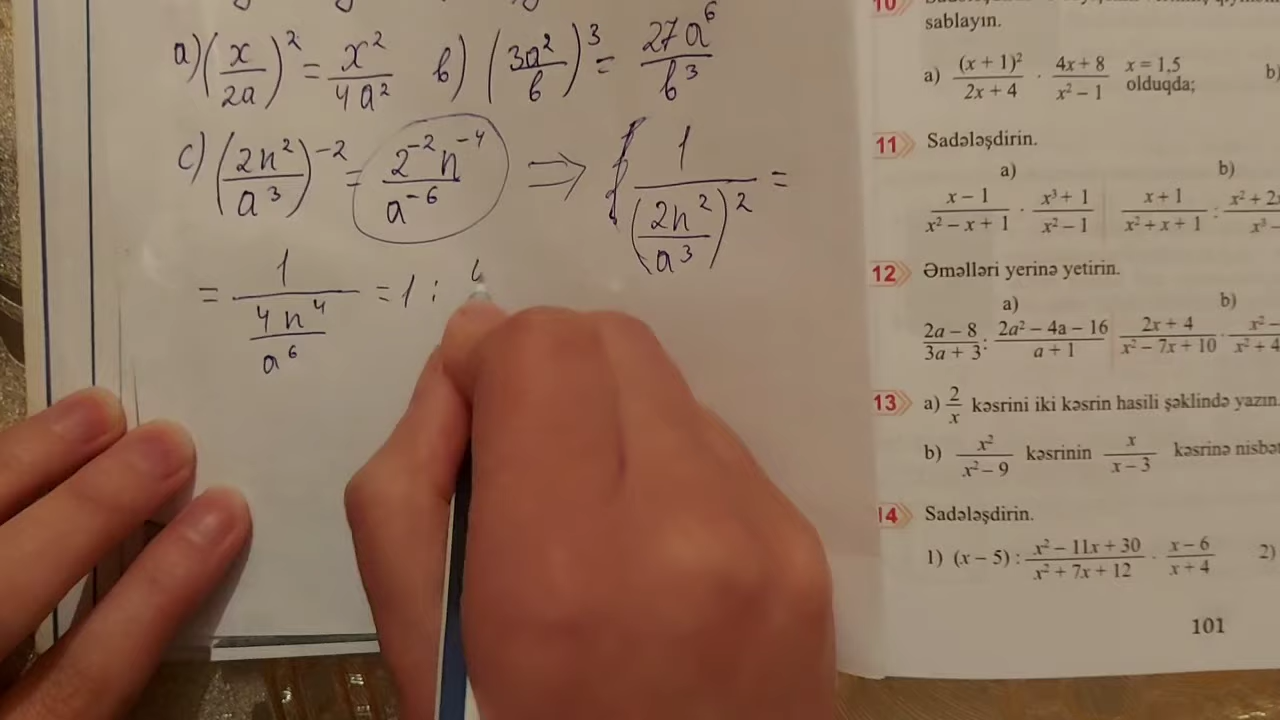 a) (x/2a)² = x²/4a² b) (3a²/b)³ = 27a⁶/b³
c) (2n²/a³)⁻² = 2⁻²n⁻⁴/a⁻⁶ ⇒ 1/(2n²/a³)² =
= 1/(4n⁴/a⁶) = 1 :
10
sablayın.
a) (x + 1)²/(2x + 4) · (4x + 8)/(x² – 1) x = 1,5 olduqda; b)
11 Sadələşdirin.
a) b)
(x – 1)/(x² – x + 1) · (x³ + 1)/(x² – 1) (x + 1)/(x² + x + 1) :
12 Əməlləri yerinə yetirin.
a) b)
(2a – 8)/(3a + 3) : (2a² – 4a – 16)/(a + 1) (2x + 4)/(x² – 7x + 10) ·
13 a) 2/x kəsrini iki kəsrin hasili şəklində yazın.
b) x²/(x² – 9) kəsrinin x/(x – 3) kəsrinə
14 Sadələşdirin.
1) (x – 5) : (x² – 11x + 30)/(x² + 7x + 12) · (x – 6)/(x + 4) 2)
101